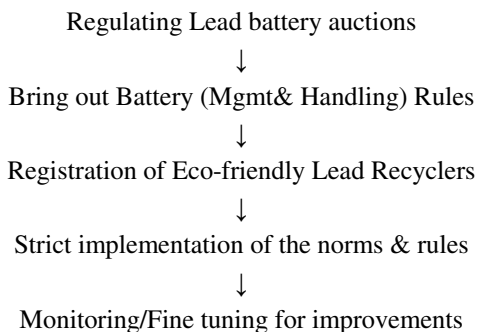 Regulating Lead battery auctions
↓
Bring out Battery (Mgmt& Handling) Rules
↓
Registration of Eco-friendly Lead Recyclers
↓
Strict implementation of the norms & rules
↓
Monitoring/Fine tuning for improvements